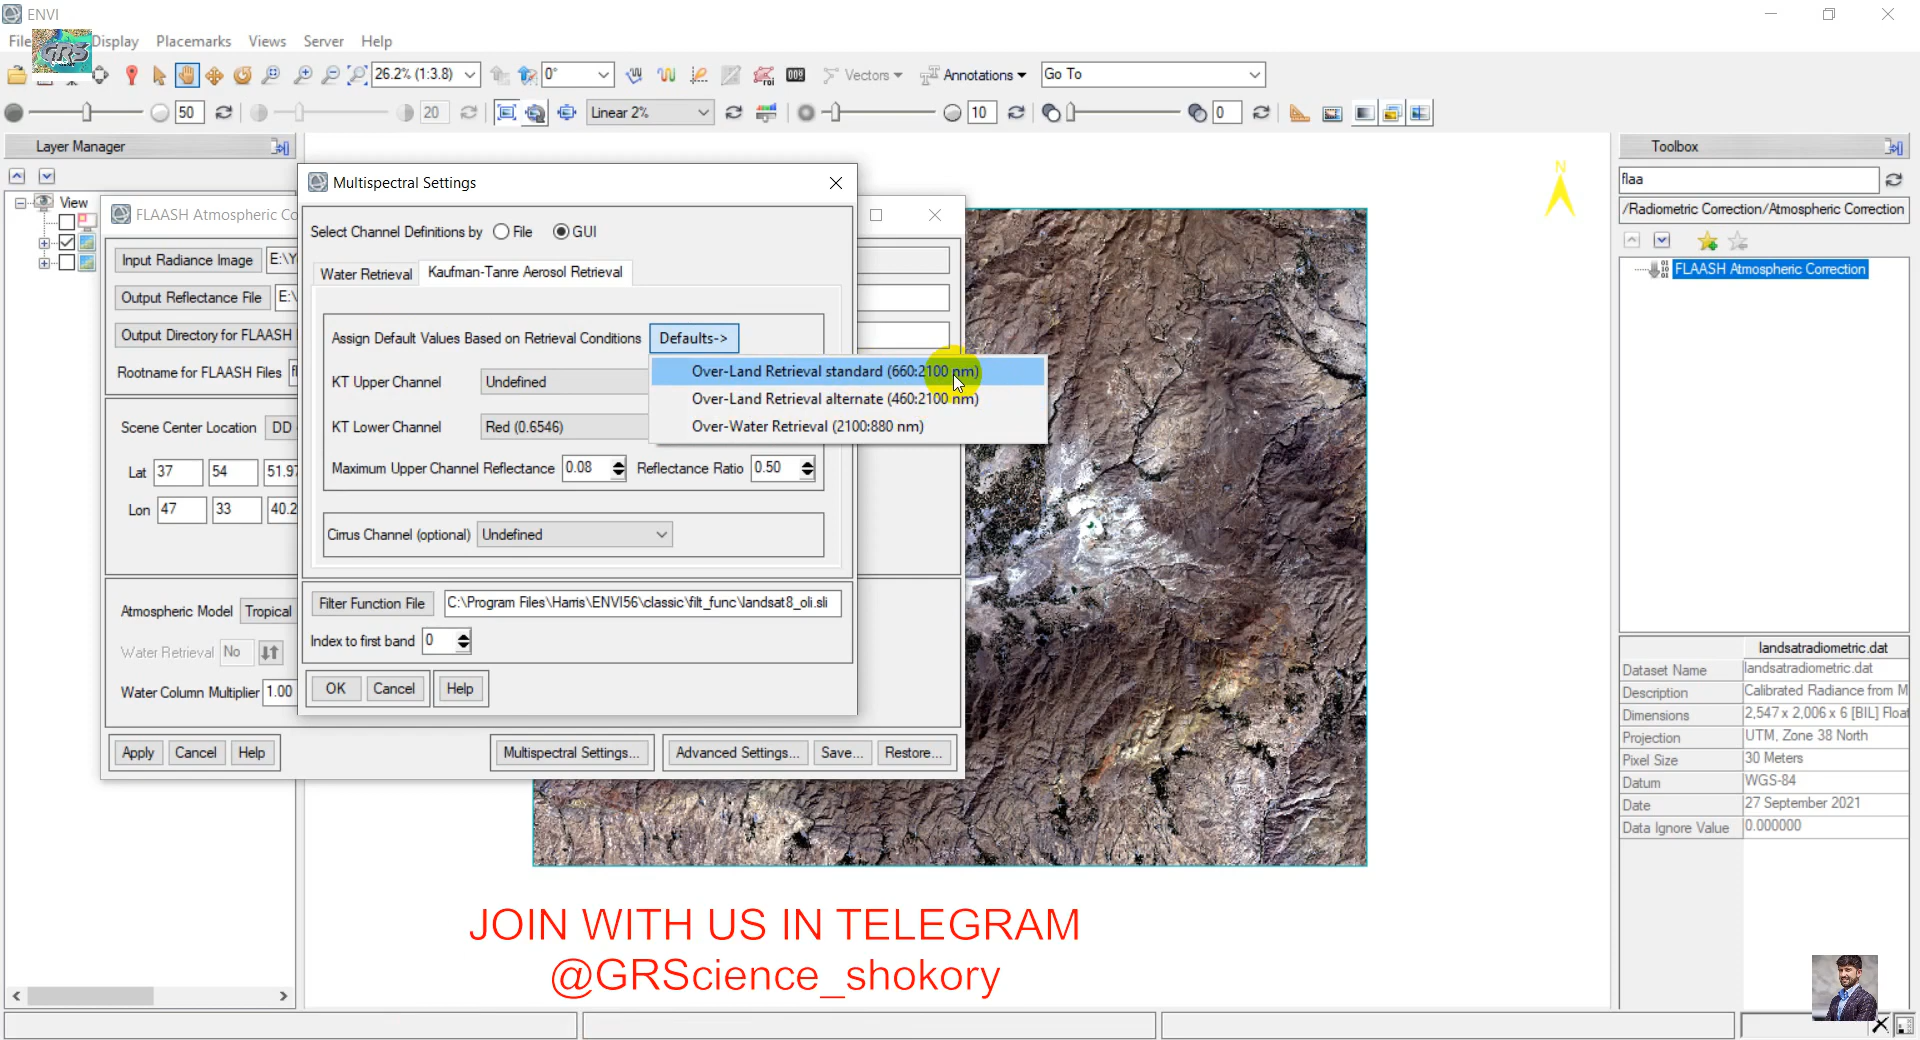 ENVI
File
Display
Placemarks
Views
Server
Help
GRS
26.2% (1:3.8)
0°
Vectors
Annotations
Go To
50
20
Linear 2%
10
0
Layer Manager
View
FLAASH Atmospheric Co
Input Radiance Image
E:\Y
Output Reflectance File
E:\
Output Directory for FLAASH
Rootname for FLAASH Files
Scene Center Location
DD
Lat
37
54
51.97
Lon
47
33
40.2
Atmospheric Model
Tropical
Water Retrieval
No
Water Column Multiplier
1.00
Apply
Cancel
Help
Multispectral Settings...
Advanced Settings...
Save...
Restore...
Multispectral Settings
Select Channel Definitions by
File
GUI
Water Retrieval
Kaufman-Tanre Aerosol Retrieval
Assign Default Values Based on Retrieval Conditions
Defaults->
Over-Land Retrieval standard (660:2100 nm)
Over-Land Retrieval alternate (460:2100 nm)
Over-Water Retrieval (2100:880 nm)
KT Upper Channel
Undefined
KT Lower Channel
Red (0.6546)
Maximum Upper Channel Reflectance
0.08
Reflectance Ratio
0.50
Cirrus Channel (optional)
Undefined
Filter Function File
C:\Program Files\Harris\ENVI56\classic\filt_func\landsat8_oli.sli
Index to first band
0
OK
Cancel
Help
N
JOIN WITH US IN TELEGRAM
@GRScience_shokory
Toolbox
flaa
/Radiometric Correction/Atmospheric Correction
FLAASH Atmospheric Correction
landsatradiometric.dat
Dataset Name
landsatradiometric.dat
Description
Calibrated Radiance from M
Dimensions
2,547 x 2,006 x 6 [BIL] Float
Projection
UTM, Zone 38 North
Pixel Size
30 Meters
Datum
WGS-84
Date
27 September 2021
Data Ignore Value
0.000000